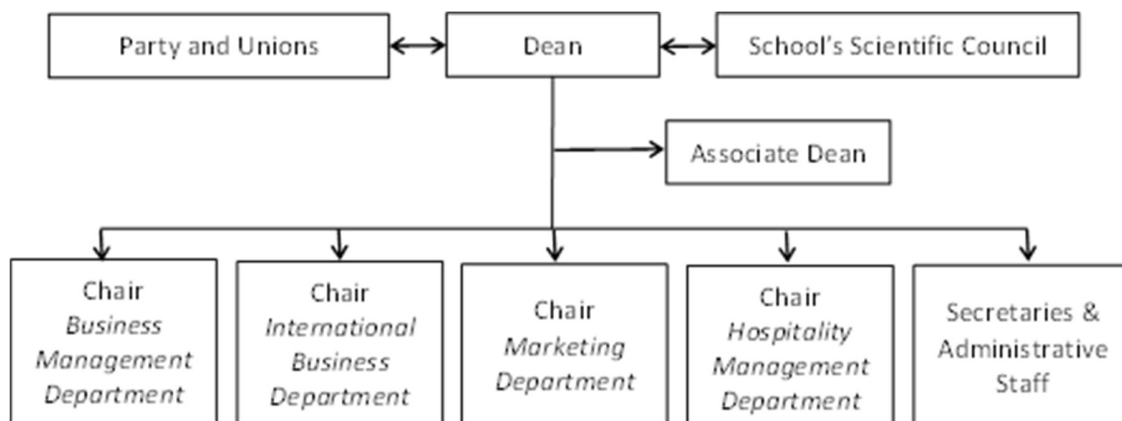 Party and Unions
Dean
School's Scientific Council
Associate Dean
Chair
Business
Management
Department
Chair
International
Business
Department
Chair
Marketing
Department
Chair
Hospitality
Management
Department
Secretaries &
Administrative
Staff